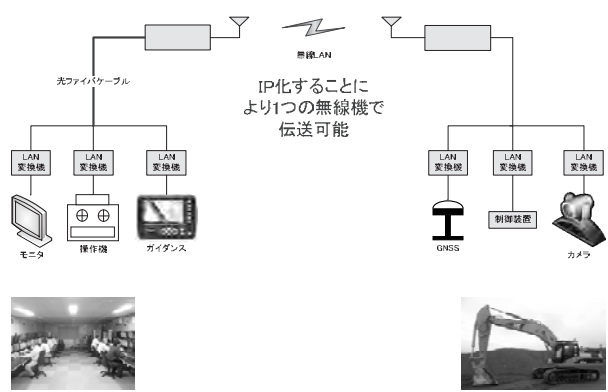 無線LAN
光ファイバケーブル
IP化することに
より1つの無線機で
伝送可能
LAN
変換機
LAN
変換機
LAN
変換機
LAN
変換機
LAN
変換機
LAN
変換機
モニタ
操作機
ガイダンス
GNSS
制御装置
カメラ